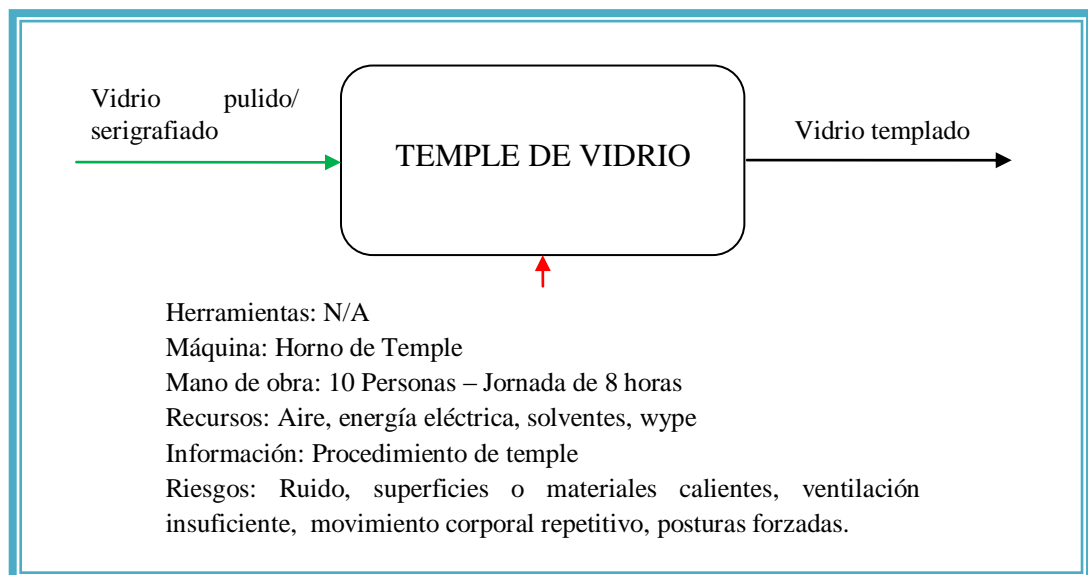 Vidrio pulido/
serigrafiado
TEMPLE DE VIDRIO
Vidrio templado
Herramientas: N/A
Máquina: Horno de Temple
Mano de obra: 10 Personas – Jornada de 8 horas
Recursos: Aire, energía eléctrica, solventes, wype
Información: Procedimiento de temple
Riesgos: Ruido, superficies o materiales calientes, ventilación
insuficiente, movimiento corporal repetitivo, posturas forzadas.